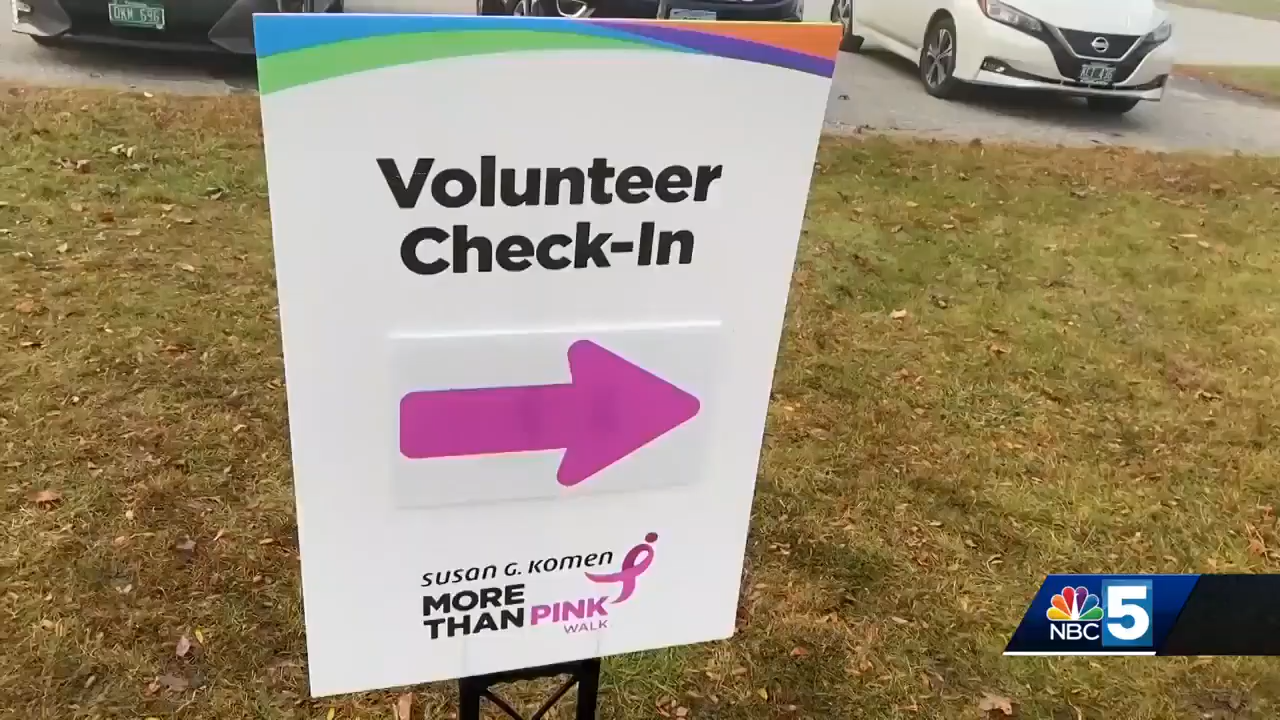 Volunteer
Check-In
SUSAN G. KOMEN
MORE
THAN PINK
WALK
NBC 5